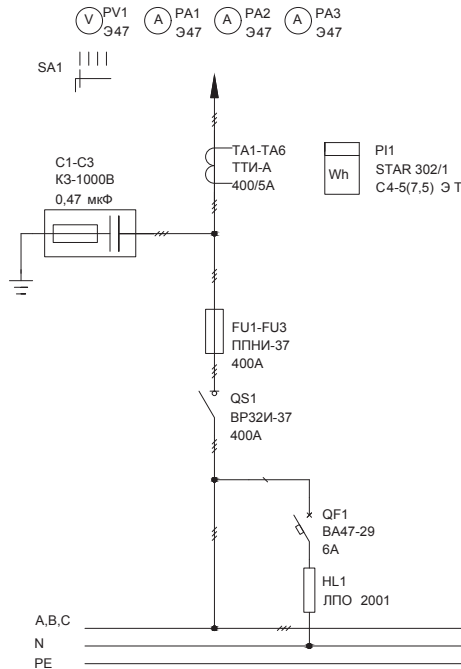 V PV1 Э47
A PA1 Э47
A PA2 Э47
A PA3 Э47
SA1
TA1-TA6
ТТИ-А
400/5А
Wh
PI1
STAR 302/1
С4-5(7,5) Э Т
C1-C3
КЗ-1000В
0,47 мкФ
FU1-FU3
ППНИ-37
400А
QS1
ВР32И-37
400А
QF1
ВА47-29
6А
HL1
ЛПО 2001
A,B,C
N
PE